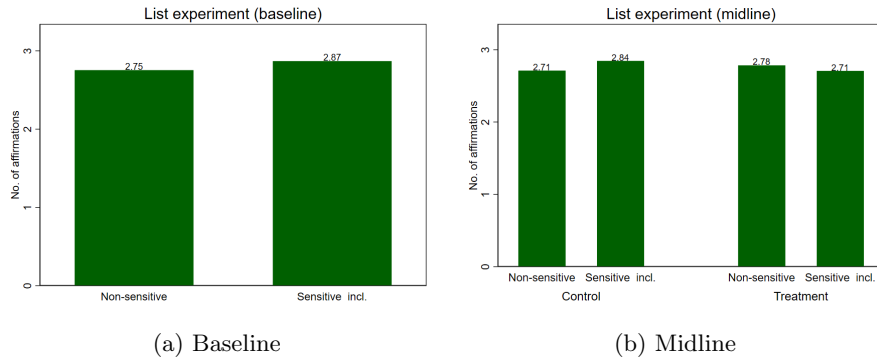 List experiment (baseline)
No. of affirmations
3
2
1
0
2.75
2.87
Non-sensitive
Sensitive incl.
(a) Baseline
List experiment (midline)
No. of affirmations
3
2
1
0
2.71
2.84
2.78
2.71
Non-sensitive Sensitive incl. Non-sensitive Sensitive incl.
Control Treatment
(b) Midline